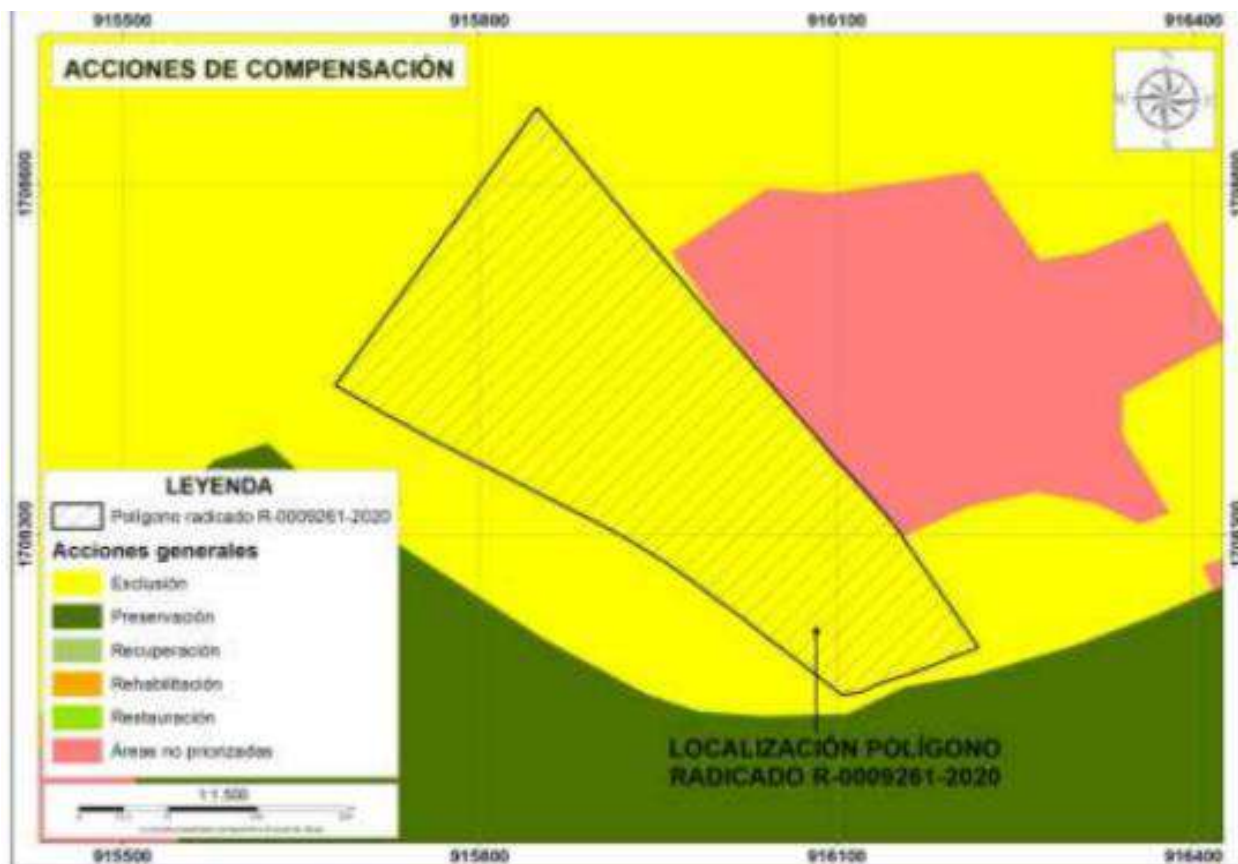 915500 915800 916100 916400
ACCIONES DE COMPENSACIÓN
1708600 1708600
LEYENDA
Polígono radicado R-0009261-2020
1708300 1708300
Acciones generales
Exclusión
Preservación
Recuperación
Rehabilitación
Restauración
Áreas no priorizadas
LOCALIZACIÓN POLÍGONO
RADICADO R-0009261-2020
1:1.500
915500 915800 916100 916400